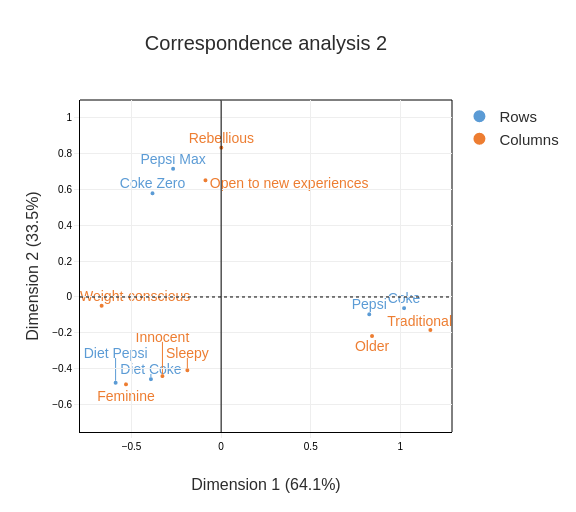 Correspondence analysis 2
Rows
Columns
Dimension 2 (33.5%)
1
0.8
0.6
0.4
0.2
0
−0.2
−0.4
−0.6
Rebellious
Pepsi Max
Coke Zero
Open to new experiences
Weight conscious
Pepsi
Coke
Traditional
Older
Innocent
Diet Pepsi
Sleepy
Diet Coke
Feminine
−0.5
0
0.5
1
Dimension 1 (64.1%)